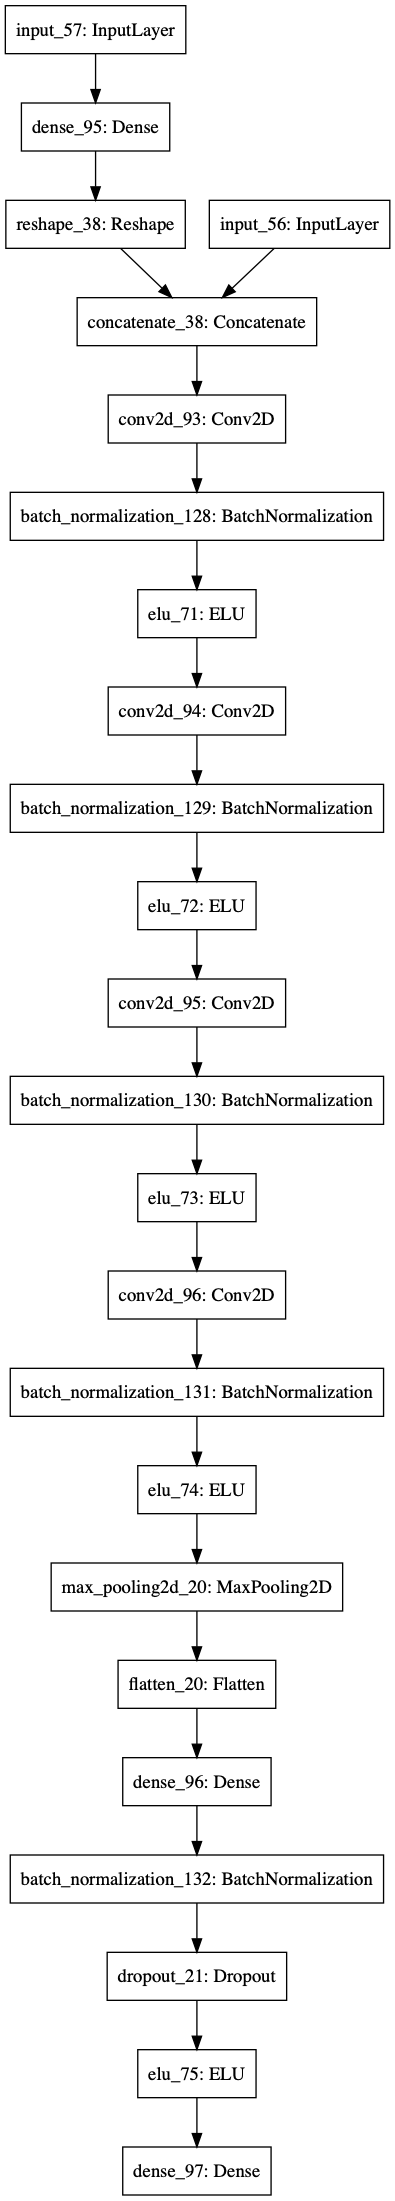 input_57: InputLayer
dense_95: Dense
reshape_38: Reshape
input_56: InputLayer
concatenate_38: Concatenate
conv2d_93: Conv2D
batch_normalization_128: BatchNormalization
elu_71: ELU
conv2d_94: Conv2D
batch_normalization_129: BatchNormalization
elu_72: ELU
conv2d_95: Conv2D
batch_normalization_130: BatchNormalization
elu_73: ELU
conv2d_96: Conv2D
batch_normalization_131: BatchNormalization
elu_74: ELU
max_pooling2d_20: MaxPooling2D
flatten_20: Flatten
dense_96: Dense
batch_normalization_132: BatchNormalization
dropout_21: Dropout
elu_75: ELU
dense_97: Dense